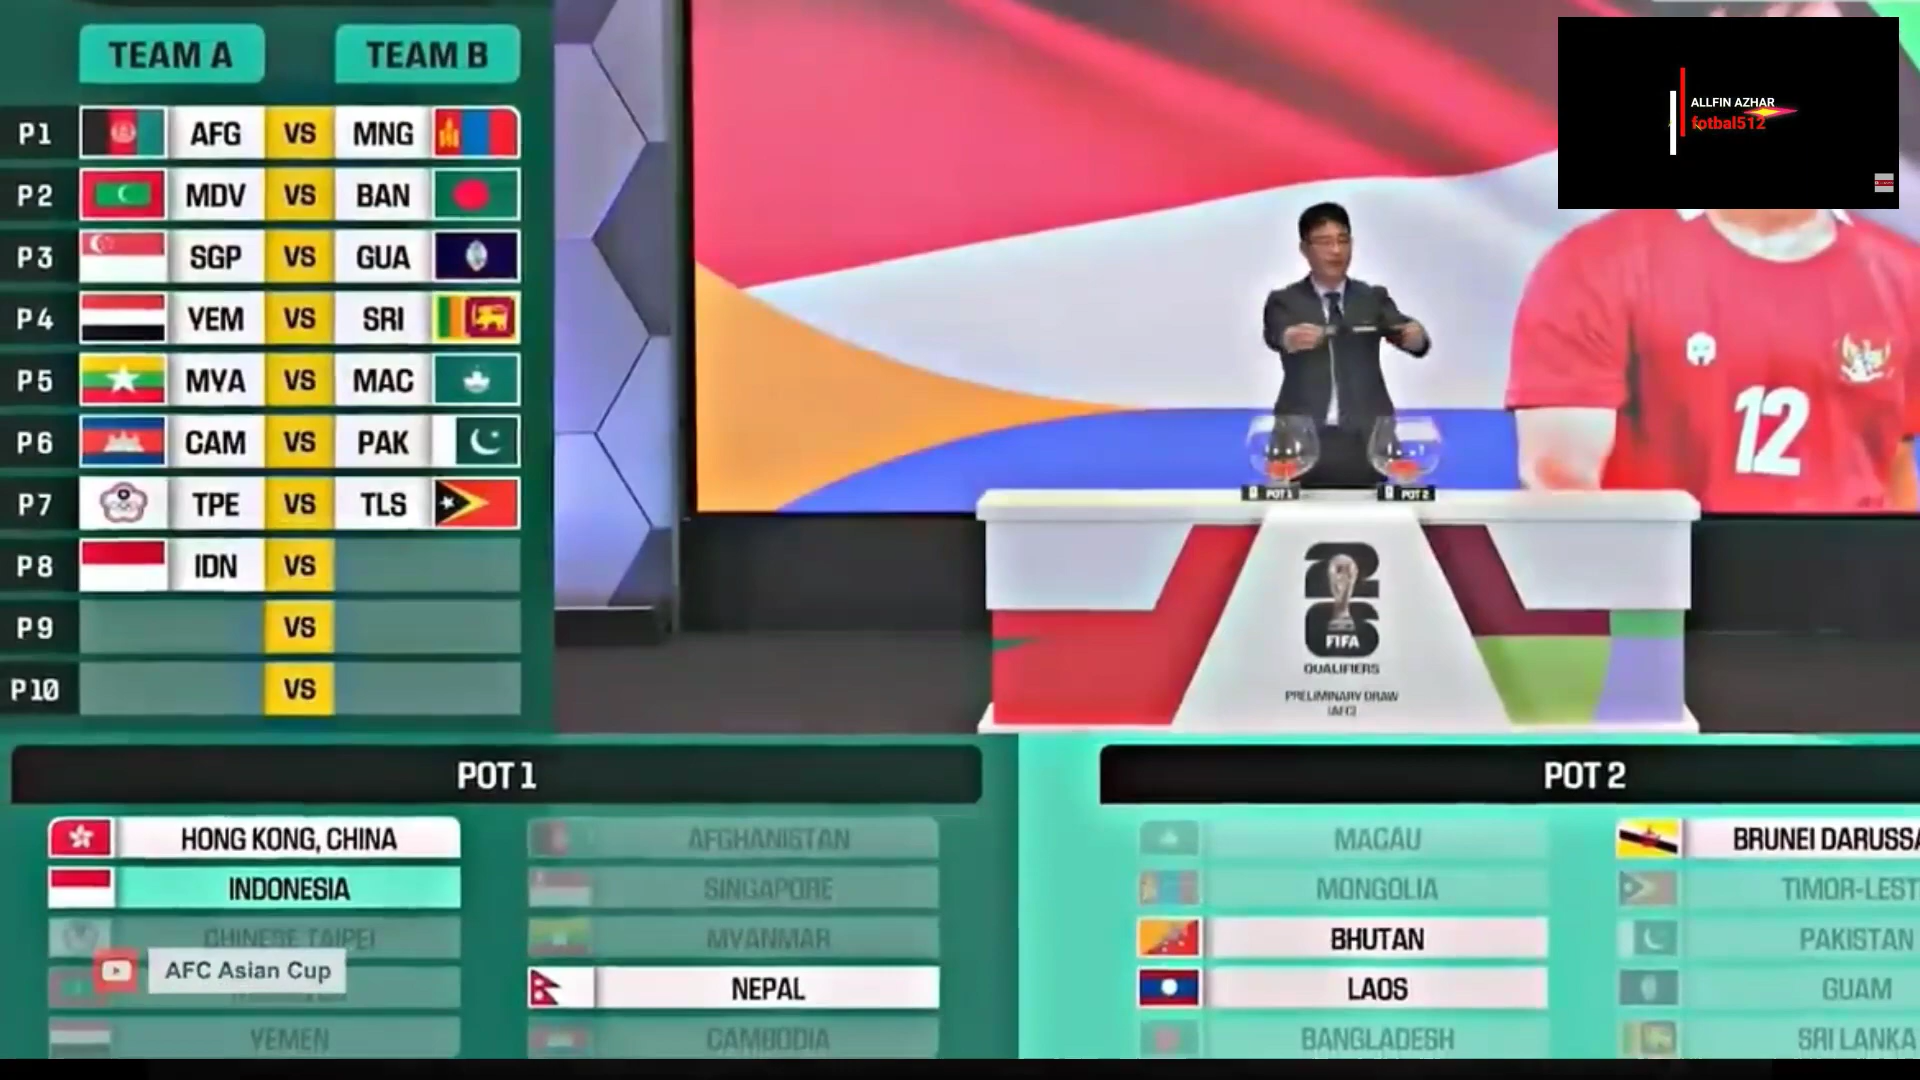 TEAM A TEAM B
P1 AFG VS MNG
P2 MDV VS BAN
P3 SGP VS GUA
P4 YEM VS SRI
P5 MYA VS MAC
P6 CAM VS PAK
P7 TPE VS TLS
P8 IDN VS
P9 VS
P10 VS
ALLFIN AZHAR
fotbal512
12
POT 1 POT 2
26
FIFA
QUALIFIERS
PRELIMINARY DRAW
(AFC)
POT 1
HONG KONG, CHINA AFGHANISTAN
INDONESIA SINGAPORE
CHINESE TAIPEI MYANMAR
AFC Asian Cup
NEPAL
YEMEN CAMBODIA
POT 2
MACAU BRUNEI DARUSSA
MONGOLIA TIMOR-LEST
BHUTAN PAKISTAN
LAOS GUAM
BANGLADESH SRI LANKA